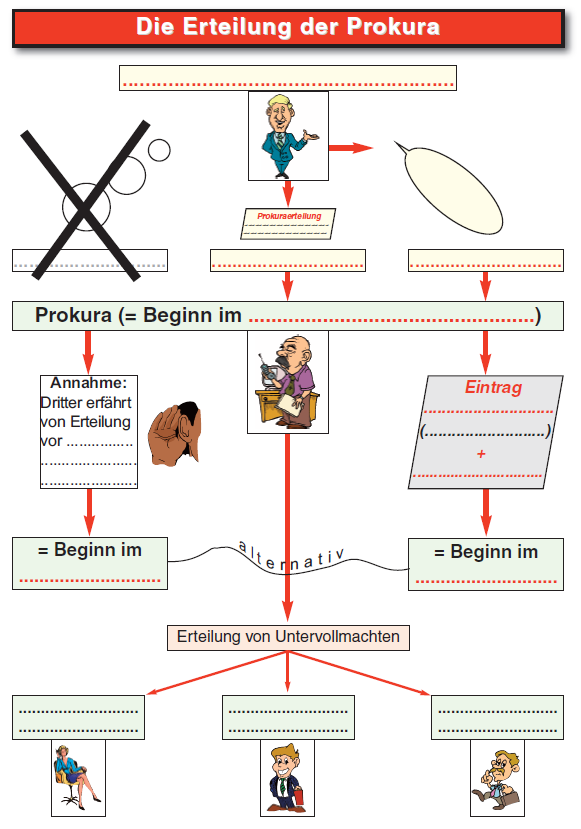 Die Erteilung der Prokura
......................................................
Prokuraerteilung
............................
............................
............................
Prokura (= Beginn im ................................................)
Annahme:
Dritter erfährt
von Erteilung
vor ...............
.....................
.....................
Eintrag
..........................
(..........................)
+
..........................
= Beginn im
............................
alternativ
= Beginn im
............................
Erteilung von Untervollmachten
..........................
..........................
..........................
..........................
..........................
..........................